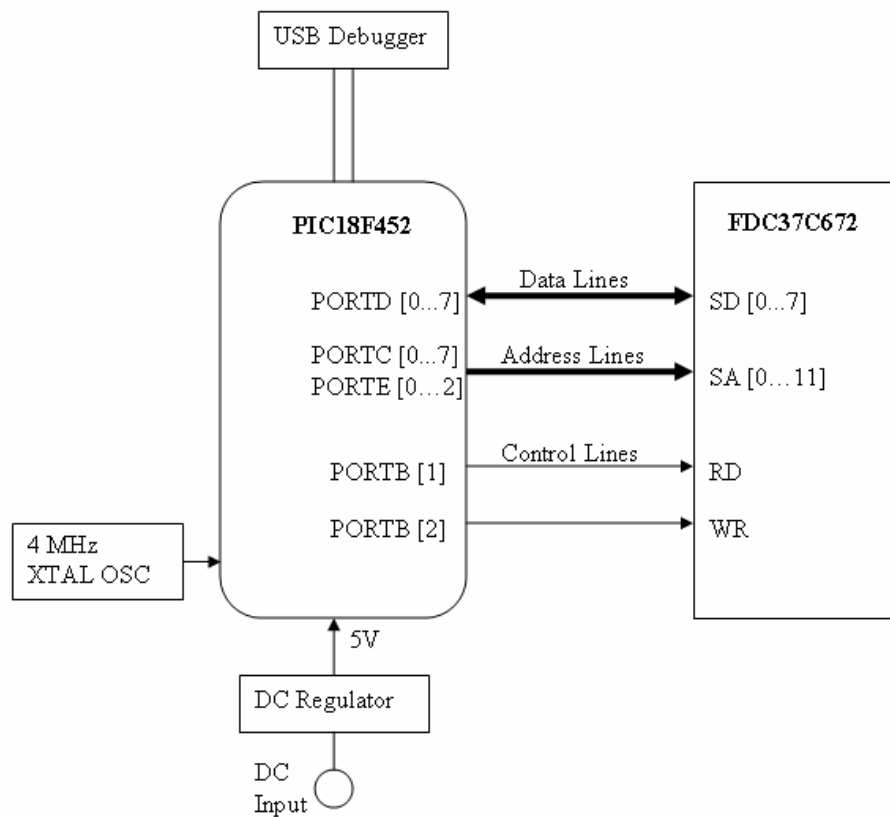 USB Debugger
PIC18F452
FDC37C672
PORTD [0...7]
Data Lines
SD [0...7]
PORTC [0...7]
PORTE [0...2]
Address Lines
SA [0...11]
PORTB [1]
Control Lines
RD
PORTB [2]
WR
4 MHz
XTAL OSC
5V
DC Regulator
DC
Input